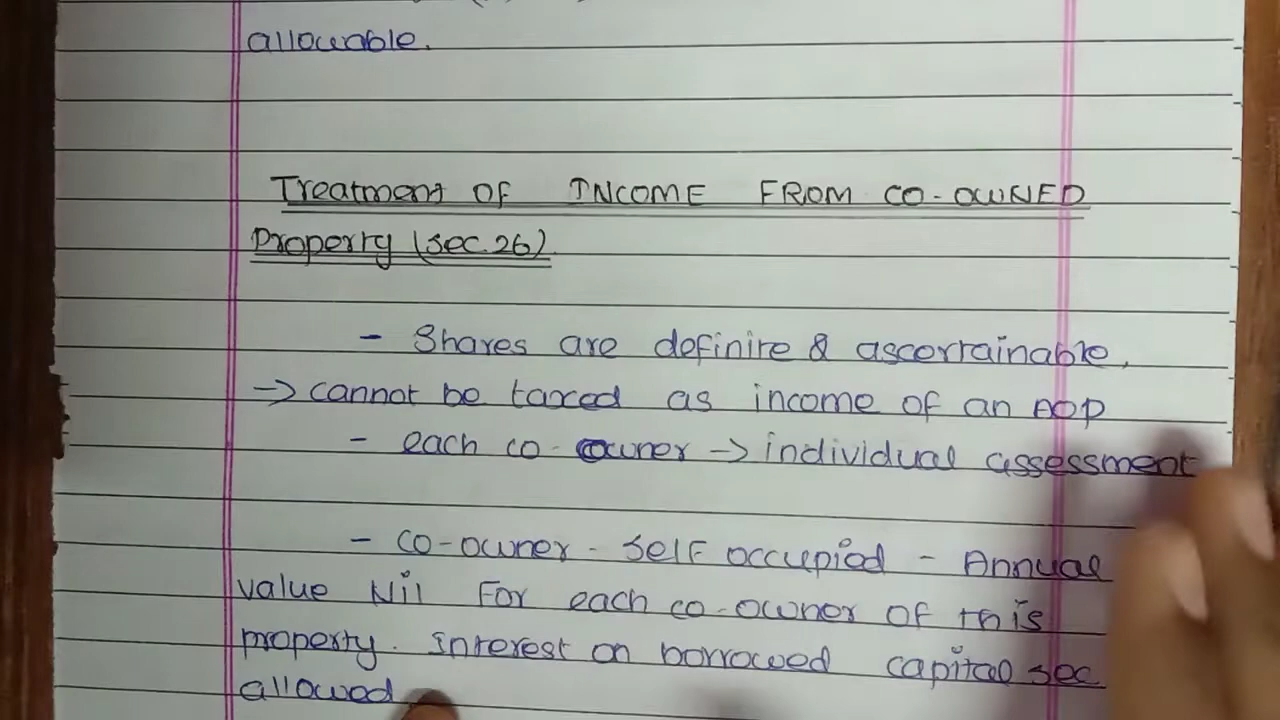 allowable.
Treatment OF INCOME FROM CO-OWNED
Property (sec.26)
- Shares are definite & ascertainable.
→ cannot be taxed as income of an AOP
- each co-owner → individual assessment
- co-owner - self occupied - Annual
value Nil For each co-owner of this
property. Interest on borrowed capital sec
allowed